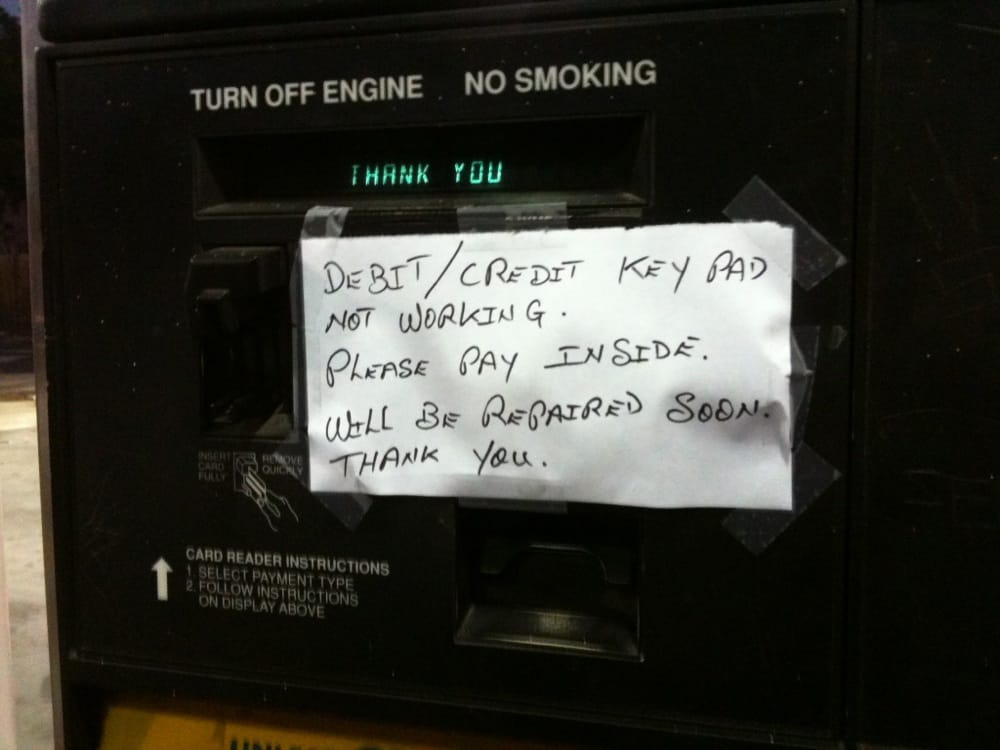 TURN OFF ENGINE NO SMOKING
THANK YOU
DEBIT/CREDIT KEY PAD
NOT WORKING.
PLEASE PAY INSIDE.
WILL BE REPAIRED SOON.
THANK YOU.
INSERT
CARD
FULLY
REMOVE
QUICKLY
CARD READER INSTRUCTIONS
1. SELECT PAYMENT TYPE
2. FOLLOW INSTRUCTIONS
ON DISPLAY ABOVE